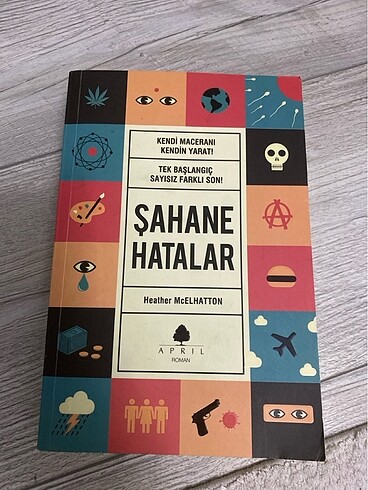 KENDİ MACERANI
KENDİN YARAT!
TEK BAŞLANGIÇ
SAYISIZ FARKLI SON!
ŞAHANE
HATALAR
Heather McELHATTON
APRIL
ROMAN